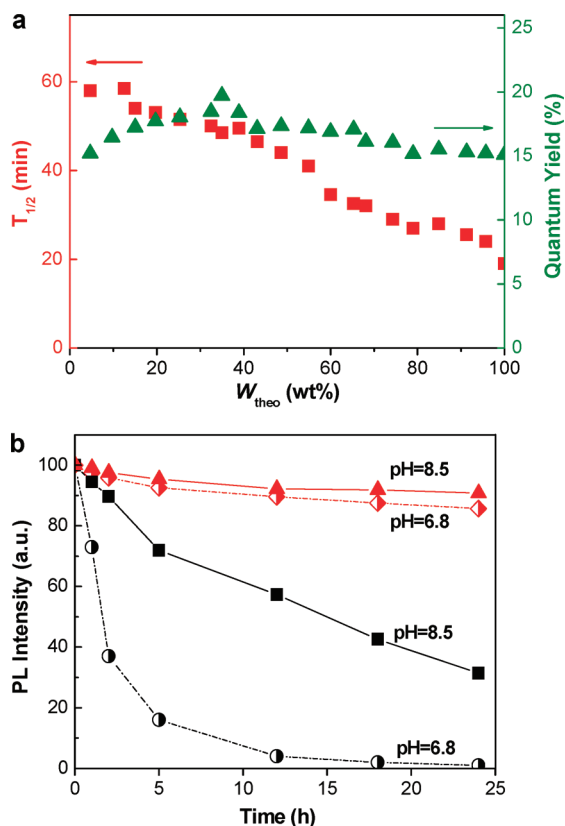 a
60
40
20
0
T1/2 (min)
25
20
15
10
5
0
Quantum Yield (%)
0 20 40 60 80 100
Wtheo (wt%)
b
100
80
60
40
20
0
PL Intensity (a.u.)
pH=8.5
pH=6.8
pH=8.5
pH=6.8
0 5 10 15 20 25
Time (h)